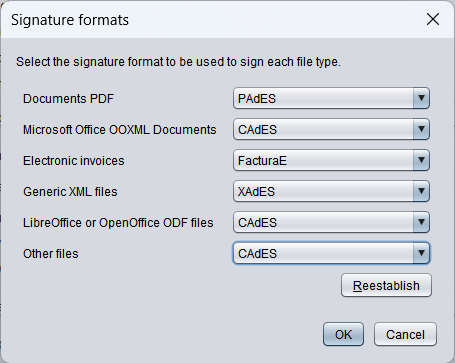 Signature formats
Select the signature format to be used to sign each file type.
Documents PDF PAdES
Microsoft Office OOXML Documents CAdES
Electronic invoices FacturaE
Generic XML files XAdES
LibreOffice or OpenOffice ODF files CAdES
Other files CAdES
Reestablish
OK Cancel